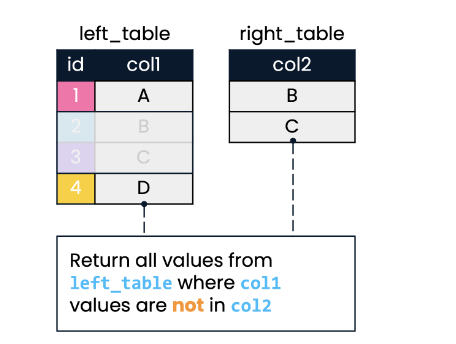 left_table right_table
id col1 col2
1 A B
2 B C
3 C
4 D
Return all values from
left_table where col1
values are not in col2